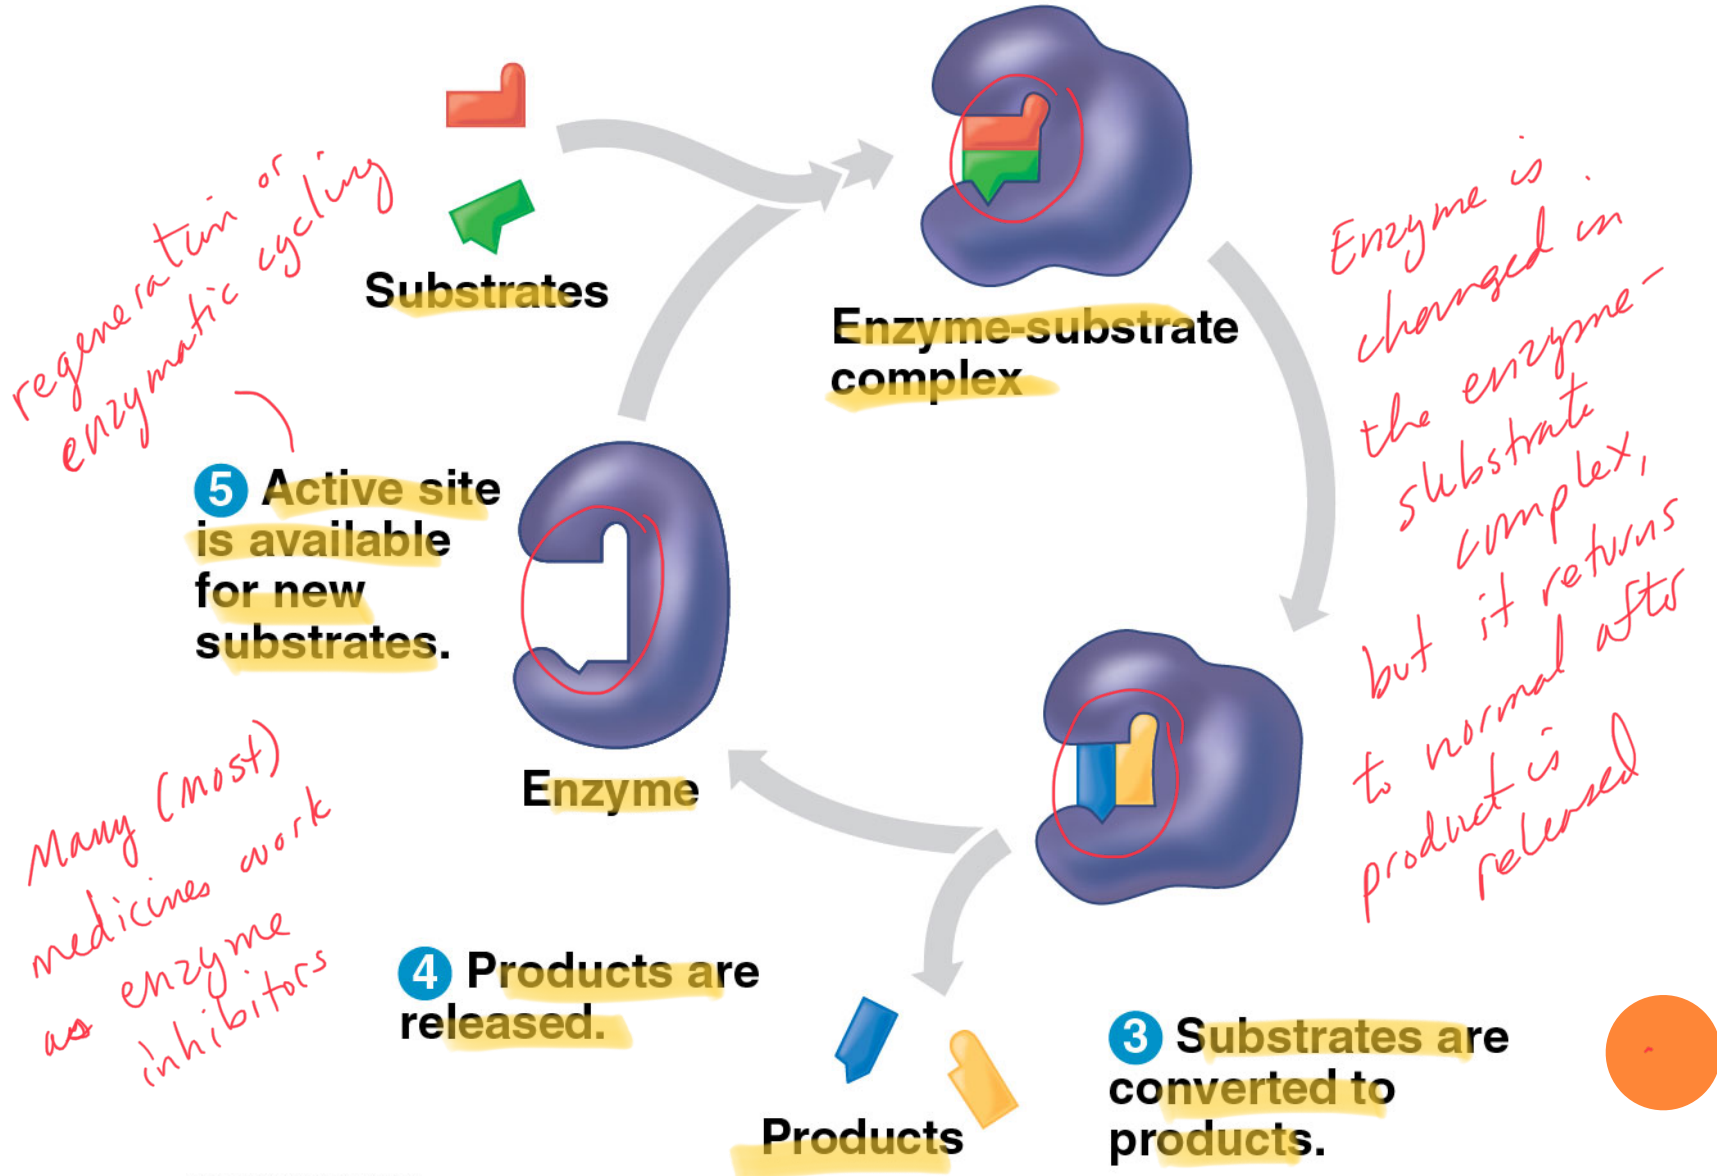 regeneration or
enzymatic cycling
Substrates
Enzyme-substrate
complex
Enzyme is
changed in
the enzyme-
substrate
complex,
but it returns
to normal after
product is
released
5 Active site
is available
for new
substrates.
Enzyme
Many (most)
medicines work
as enzyme
inhibitors
4 Products are
released.
Products
3 Substrates are
converted to
products.